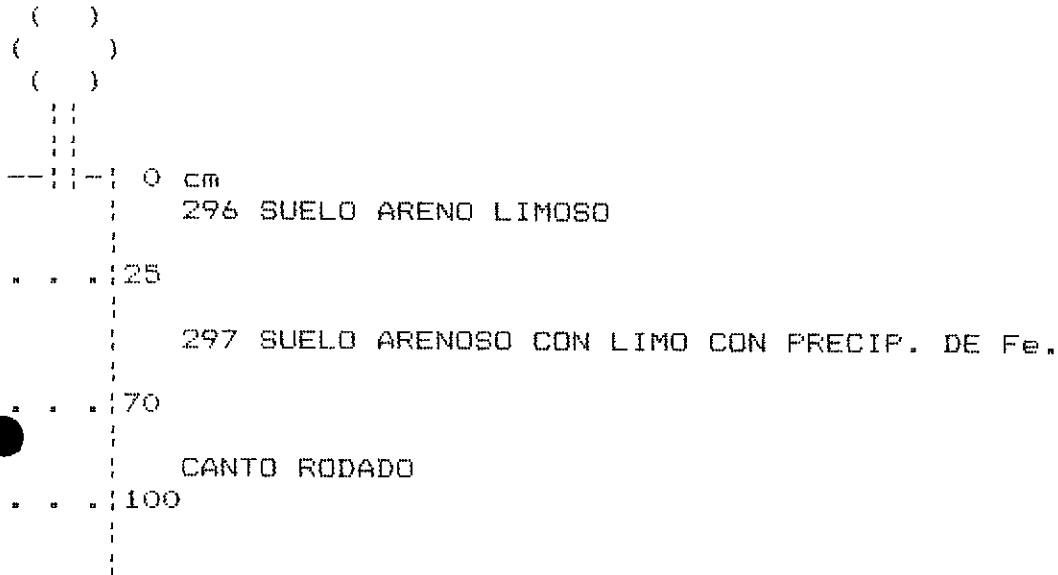 0 cm
296 SUELO ARENO LIMOSO
25
297 SUELO ARENOSO CON LIMO CON PRECIP. DE Fe.
70
CANTO RODADO
100